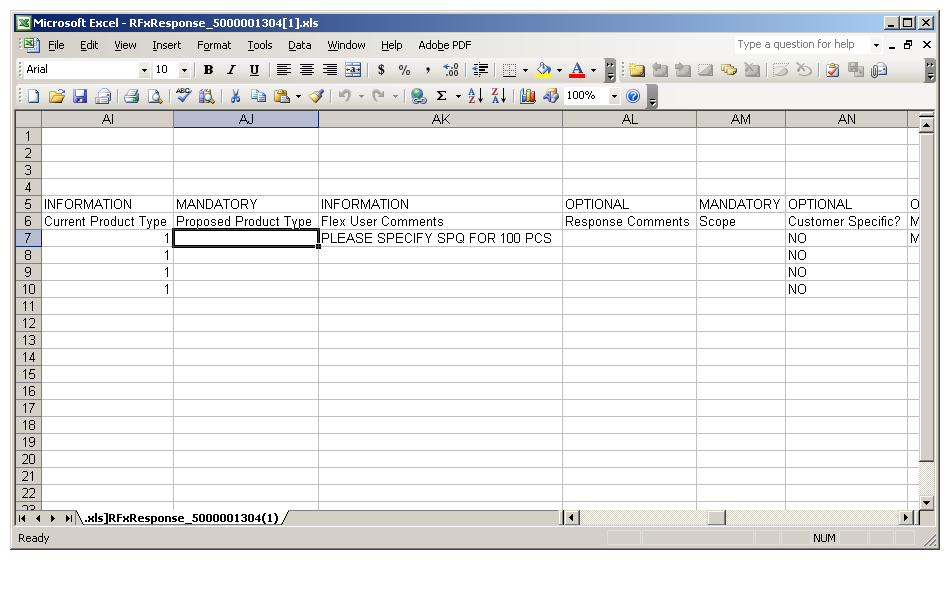 Microsoft Excel - RFxResponse_5000001304[1].xls
File Edit View Insert Format Tools Data Window Help Adobe PDF Type a question for help
Arial 10 B I U $ % ,
Σ 100%
AI AJ AK AL AM AN
1
2
3
4
5 INFORMATION MANDATORY INFORMATION OPTIONAL MANDATORY OPTIONAL O
6 Current Product Type Proposed Product Type Flex User Comments Response Comments Scope Customer Specific? M
7 1 PLEASE SPECIFY SPQ FOR 100 PCS NO M
8 1 NO
9 1 NO
10 1 NO
11
12
13
14
15
16
17
18
19
20
21
22
23
.xls]RFxResponse_5000001304(1)
Ready NUM